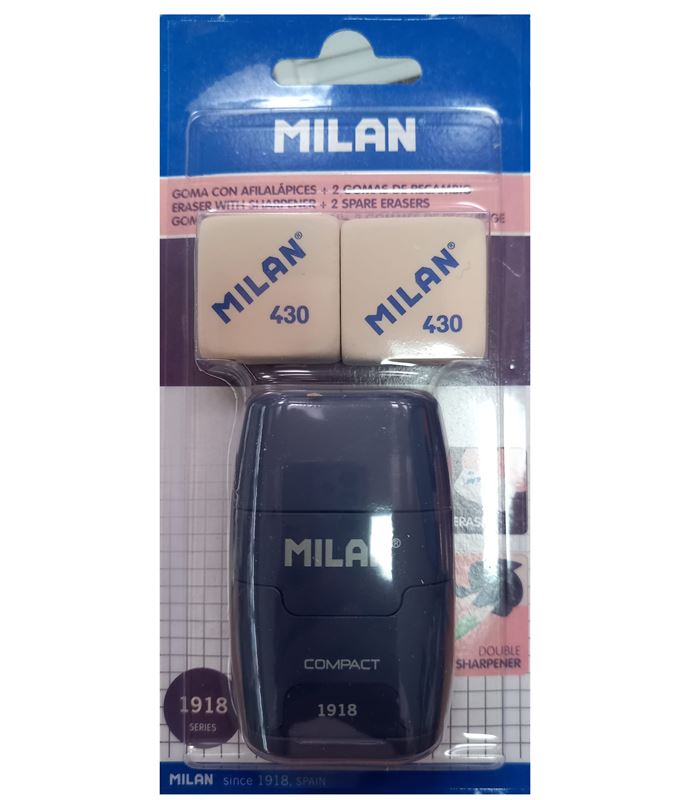 MILAN®
GOMA CON AFILALÁPICES + 2 GOMAS DE RECAMBIO
ERASER WITH SHARPENER + 2 SPARE ERASERS
MILAN®
430
MILAN®
430
MILAN®
COMPACT
1918
DOUBLE
SHARPENER
1918
SERIES
MILAN since 1918, SPAIN